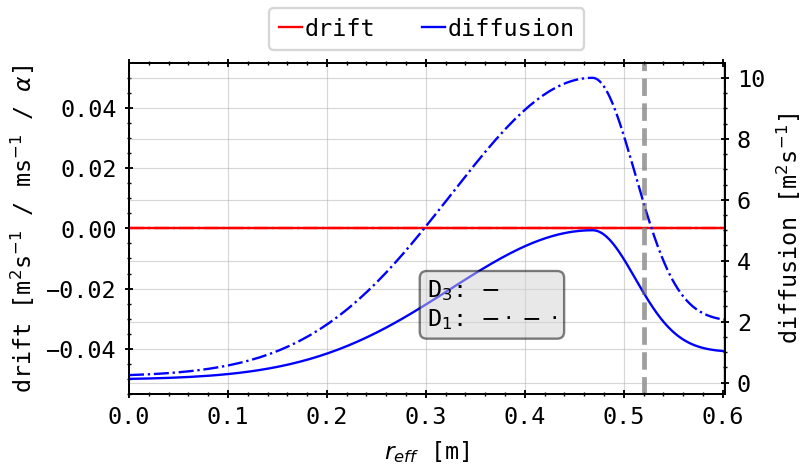 drift diffusion
drift [m²s⁻¹ / ms⁻¹ / α]
0.04
0.02
0.00
−0.02
−0.04
10
8
6
4
2
0
diffusion [m²s⁻¹]
D₃: —
D₁: — · — ·
0.0 0.1 0.2 0.3 0.4 0.5 0.6
r_eff [m]